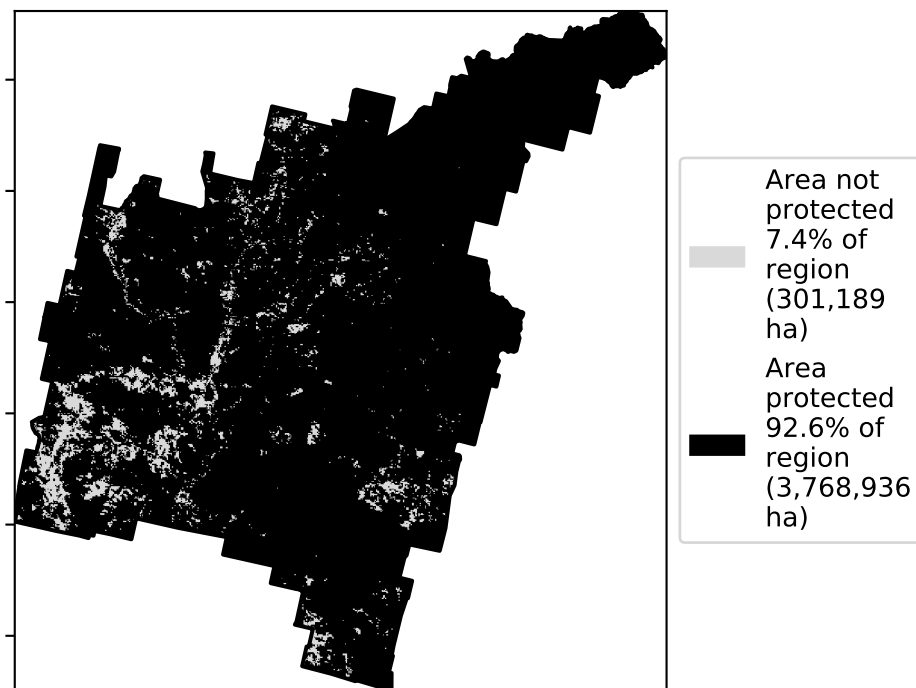 Area not
protected
7.4% of
region
(301,189
ha)
Area
protected
92.6% of
region
(3,768,936
ha)